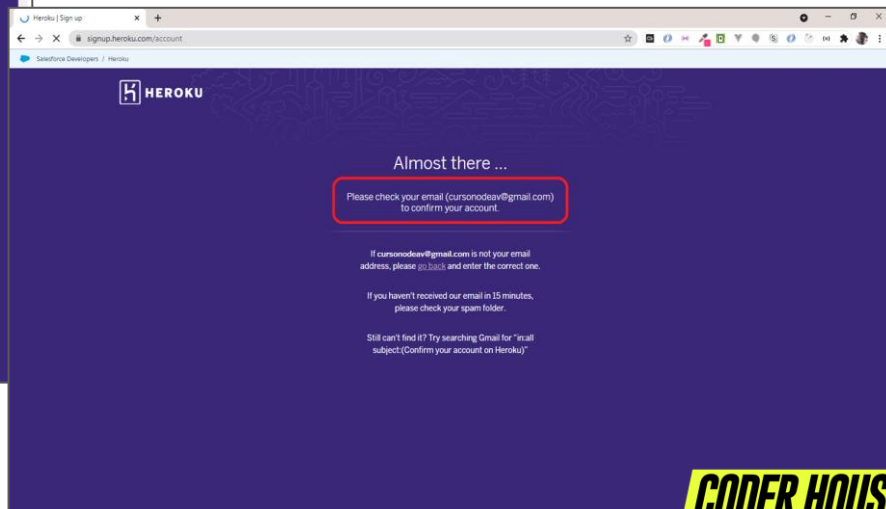 Heroku | Sign up
signup.heroku.com/account
Salesforce Developers / Heroku
HEROKU
Almost there ...
Please check your email (cursonodeav@gmail.com)
to confirm your account.
If cursonodeav@gmail.com is not your email
address, please go back and enter the correct one.
If you haven't received our email in 15 minutes,
please check your spam folder.
Still can't find it? Try searching Gmail for "in:all
subject:(Confirm your account on Heroku)"
CODER HOUS